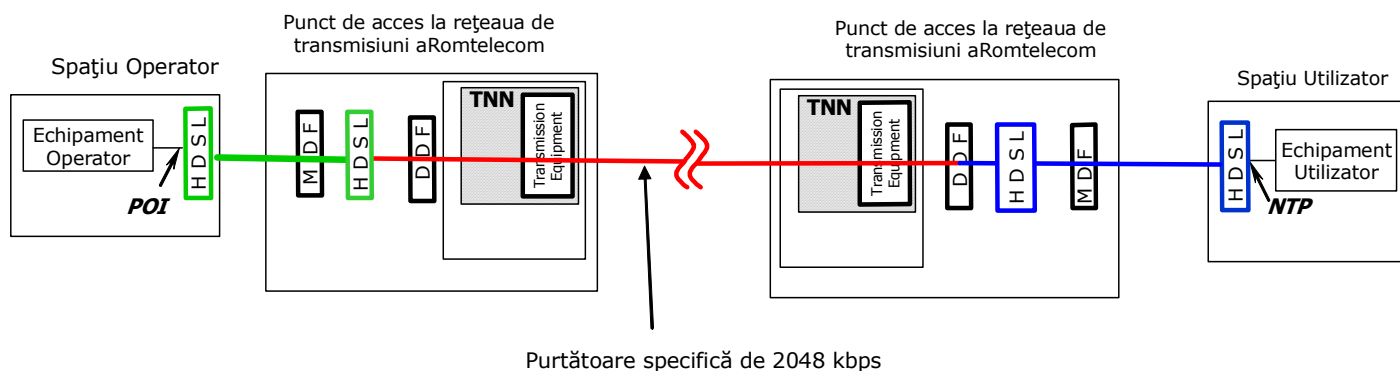 Punct de acces la reţeaua de
transmisiuni aRomtelecom
Punct de acces la reţeaua de
transmisiuni aRomtelecom
Spaţiu Operator
Spaţiu Utilizator
TNN
TNN
Echipament
Operator
HDSL
MDF
HDSL
DDF
Transmission
Equipment
Transmission
Equipment
DDF
HDSL
MDF
HDSL
Echipament
Utilizator
POI
NTP
Purtătoare specifică de 2048 kbps